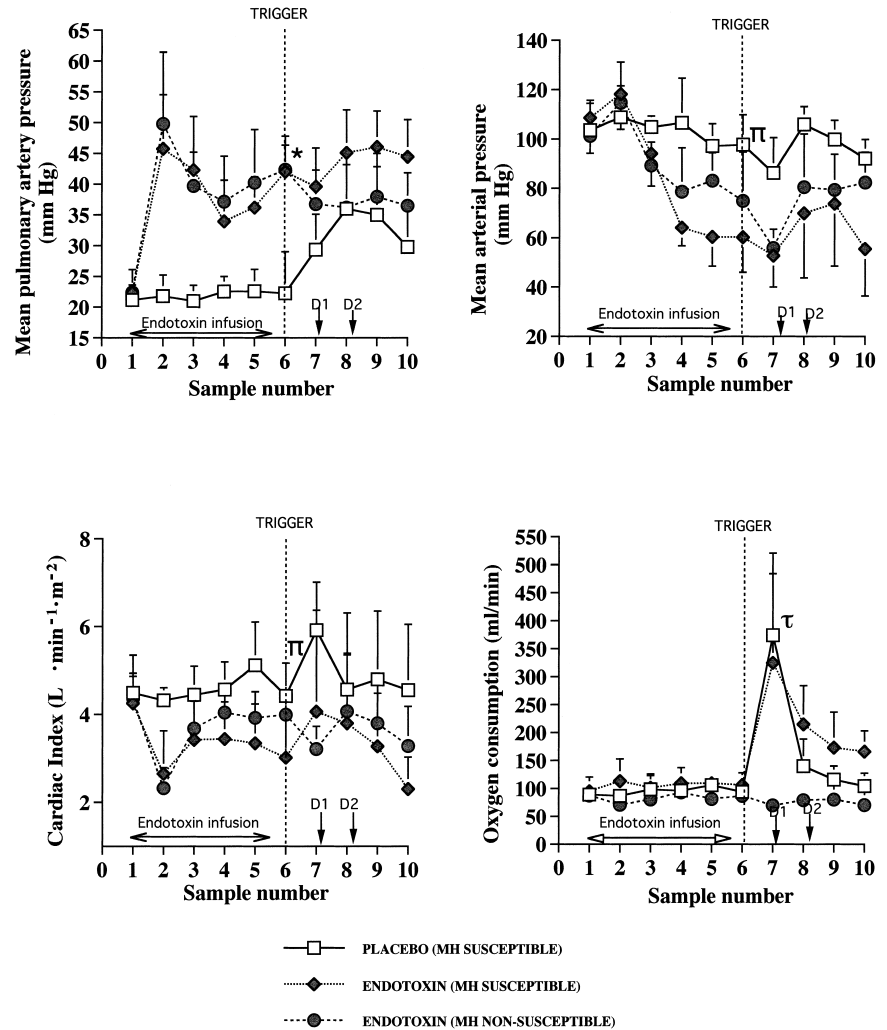 TRIGGER
65
60
55
50
45
40
35
30
25
20
15
Mean pulmonary artery pressure
(mm Hg)
*
D1 D2
Endotoxin infusion
0 1 2 3 4 5 6 7 8 9 10
Sample number
TRIGGER
140
120
100
80
60
40
20
Mean arterial pressure
(mm Hg)
π
Endotoxin infusion
D1 D2
0 1 2 3 4 5 6 7 8 9 10
Sample number
TRIGGER
8
6
4
2
Cardiac Index (L ·min-1·m-2)
π
D1 D2
Endotoxin infusion
0 1 2 3 4 5 6 7 8 9 10
Sample number
TRIGGER
550
500
450
400
350
300
250
200
150
100
50
0
Oxygen consumption (ml/min)
τ
D1 D2
Endotoxin infusion
0 1 2 3 4 5 6 7 8 9 10
Sample number
PLACEBO (MH SUSCEPTIBLE)
ENDOTOXIN (MH SUSCEPTIBLE)
ENDOTOXIN (MH NON-SUSCEPTIBLE)